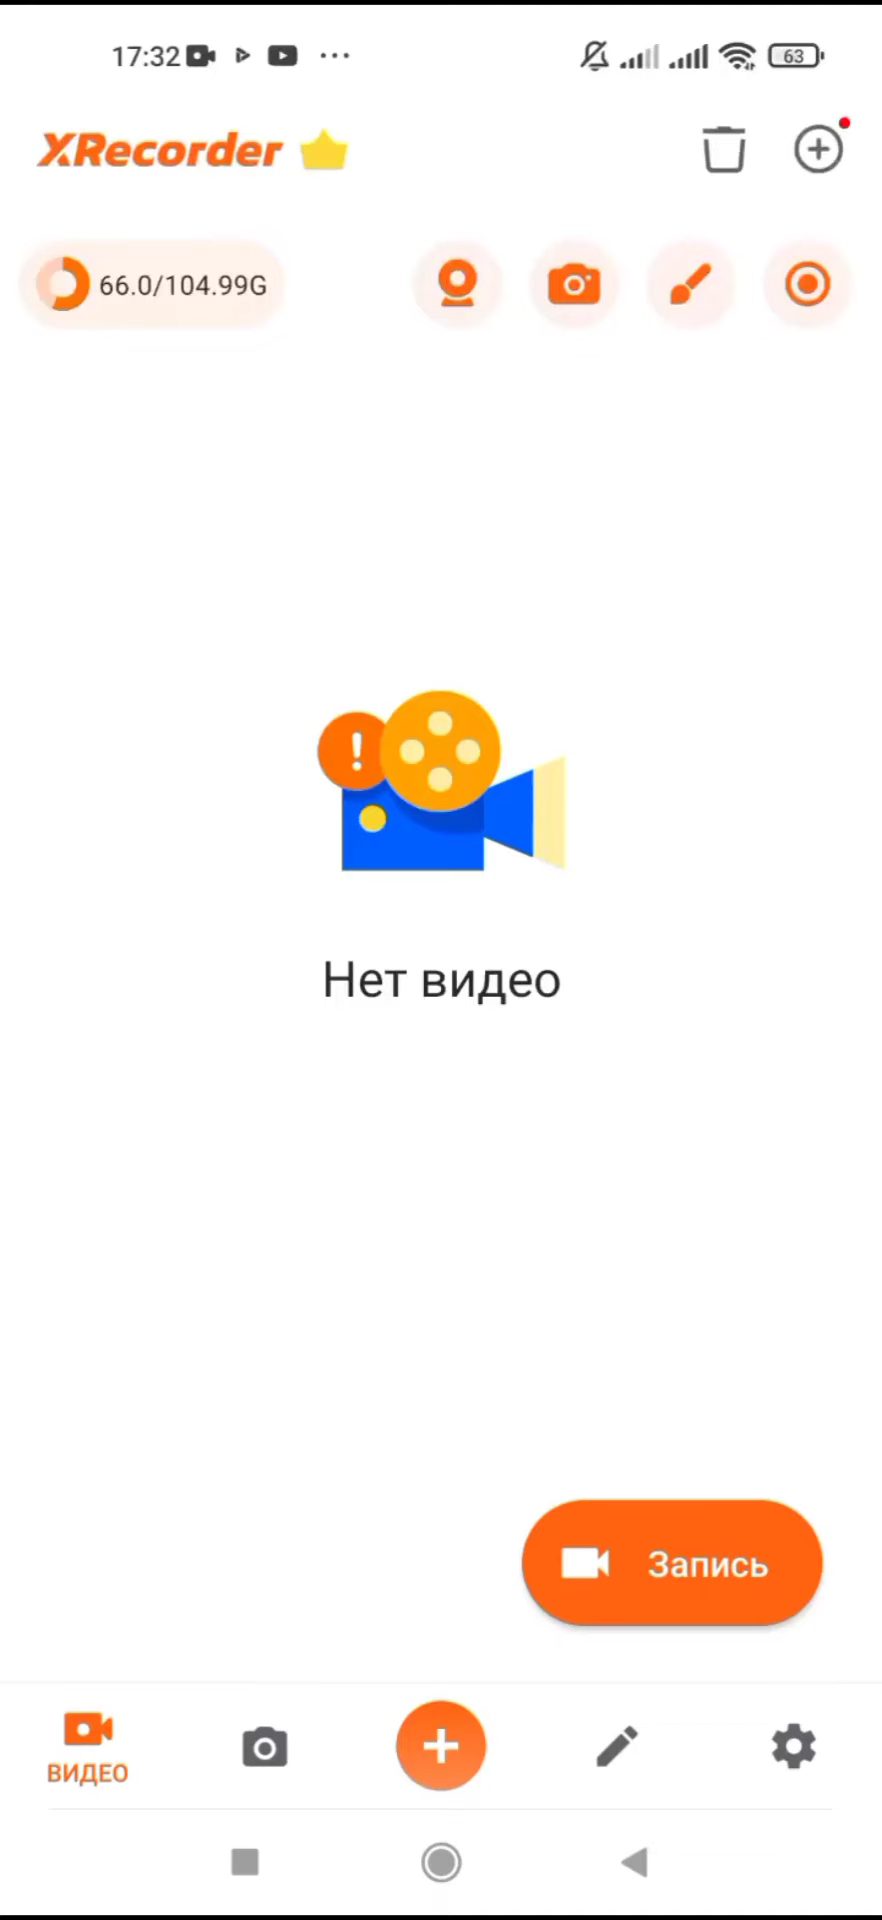 17:32
63
XRecorder
66.0/104.99G
Нет видео
Запись
ВИДЕО